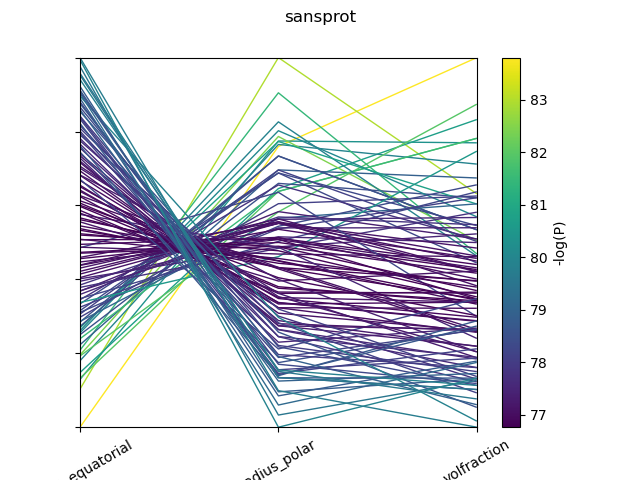 sansprot
83
82
81
80
79
78
77
-log(P)
equatorial
dius_polar
volfraction